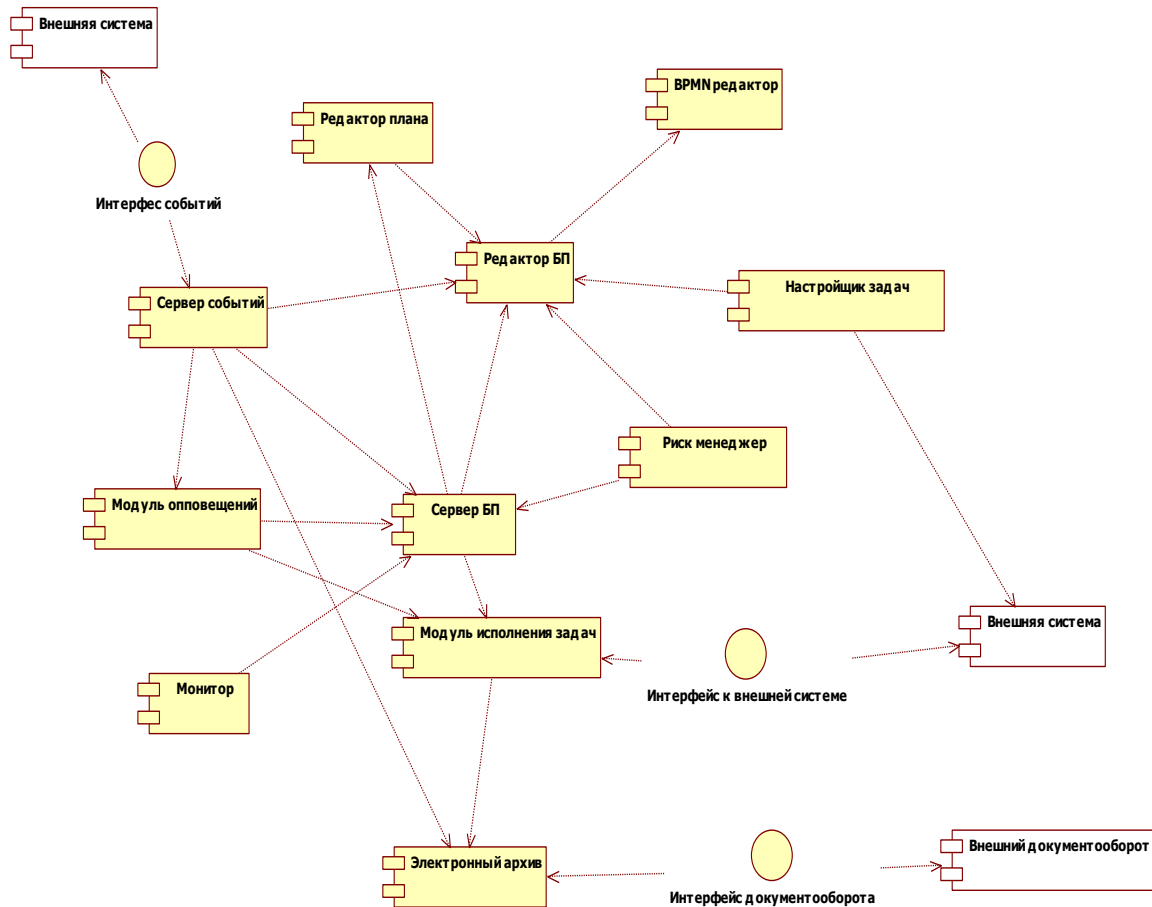 Внешняя система
BPMN редактор
Редактор плана
Интерфес событий
Редактор БП
Настройщик задач
Сервер событий
Риск менеджер
Модуль опповещений
Сервер БП
Внешняя система
Модуль исполнения задач
Монитор
Интерфейс к внешней системе
Внешний документооборот
Электронный архив
Интерфейс документооборота